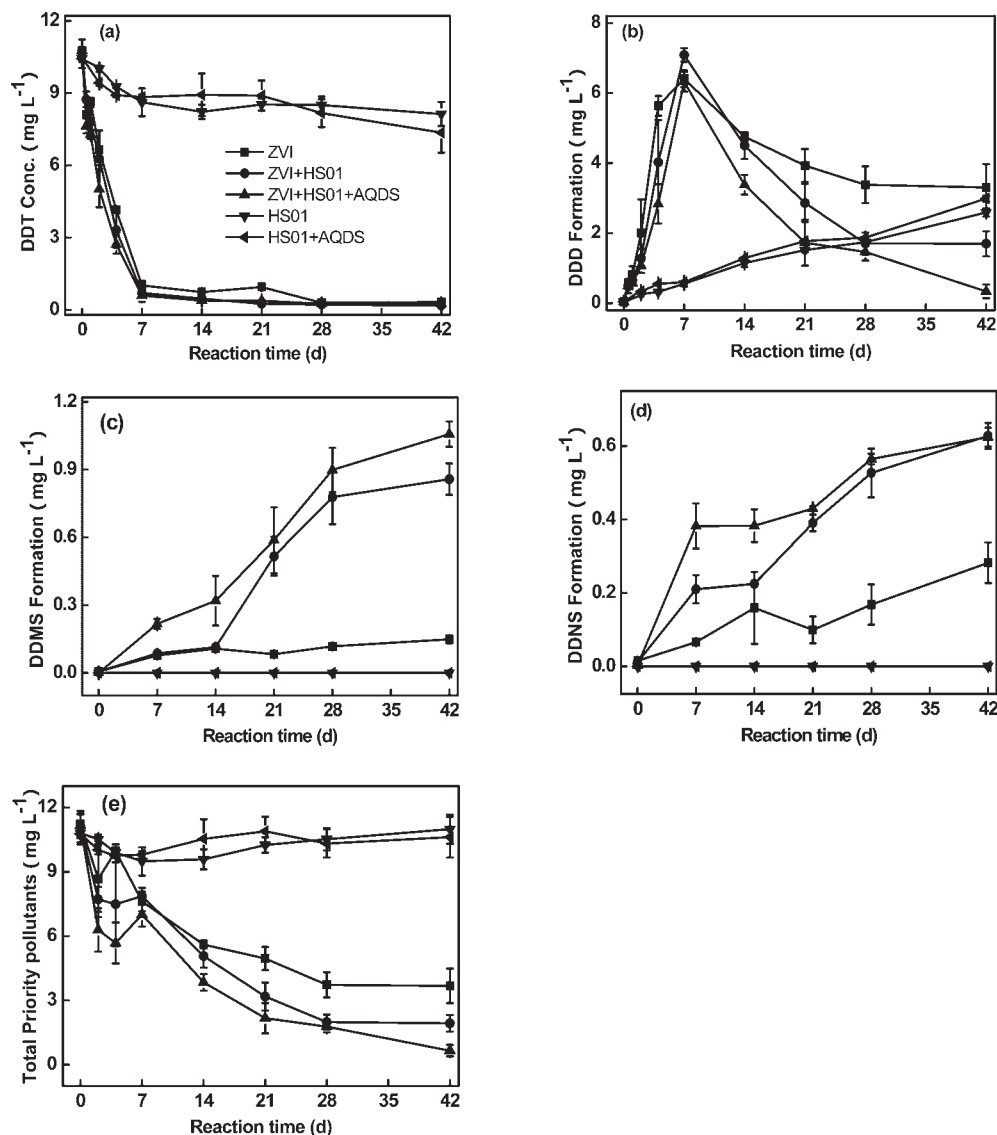 (a)
DDT Conc. ( mg L⁻¹)
12
9
6
3
0
ZVI
ZVI+HS01
ZVI+HS01+AQDS
HS01
HS01+AQDS
0 7 14 21 28 35 42
Reaction time (d)
(b)
DDD Formation ( mg L⁻¹)
8
6
4
2
0
0 7 14 21 28 35 42
Reaction time (d)
(c)
DDMS Formation ( mg L⁻¹)
1.2
0.9
0.6
0.3
0.0
0 7 14 21 28 35 42
Reaction time (d)
(d)
DDNS Formation ( mg L⁻¹)
0.6
0.4
0.2
0.0
0 7 14 21 28 35 42
Reaction time (d)
(e)
Total Priority pollutants ( mg L⁻¹)
12
9
6
3
0
0 7 14 21 28 35 42
Reaction time (d)